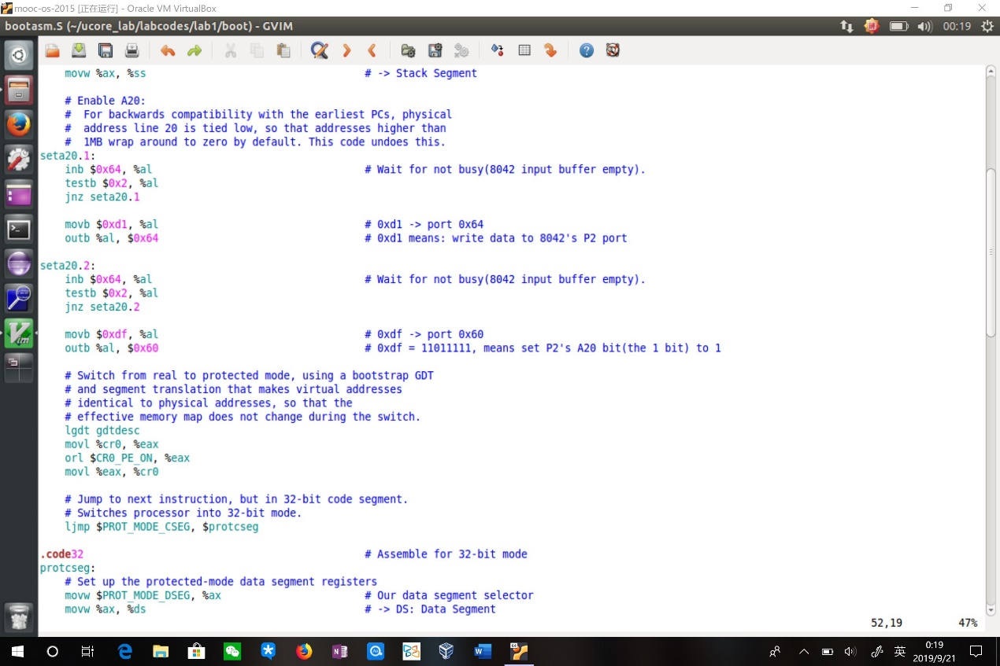 mooc-os-2015 [正在运行] - Oracle VM VirtualBox
bootasm.S (~/ucore_lab/labcodes/lab1/boot) - GVIM
00:19
    movw %ax, %ss                                   # -> Stack Segment

    # Enable A20:
    #  For backwards compatibility with the earliest PCs, physical
    #  address line 20 is tied low, so that addresses higher than
    #  1MB wrap around to zero by default. This code undoes this.
seta20.1:
    inb $0x64, %al                                  # Wait for not busy(8042 input buffer empty).
    testb $0x2, %al
    jnz seta20.1

    movb $0xd1, %al                                 # 0xd1 -> port 0x64
    outb %al, $0x64                                 # 0xd1 means: write data to 8042's P2 port

seta20.2:
    inb $0x64, %al                                  # Wait for not busy(8042 input buffer empty).
    testb $0x2, %al
    jnz seta20.2

    movb $0xdf, %al                                 # 0xdf -> port 0x60
    outb %al, $0x60                                 # 0xdf = 11011111, means set P2's A20 bit(the 1 bit) to 1

    # Switch from real to protected mode, using a bootstrap GDT
    # and segment translation that makes virtual addresses
    # identical to physical addresses, so that the
    # effective memory map does not change during the switch.
    lgdt gdtdesc
    movl %cr0, %eax
    orl $CR0_PE_ON, %eax
    movl %eax, %cr0

    # Jump to next instruction, but in 32-bit code segment.
    # Switches processor into 32-bit mode.
    ljmp $PROT_MODE_CSEG, $protcseg

.code32                                             # Assemble for 32-bit mode
protcseg:
    # Set up the protected-mode data segment registers
    movw $PROT_MODE_DSEG, %ax                       # Our data segment selector
    movw %ax, %ds                                   # -> DS: Data Segment
52,19 47%
英
0:19
2019/9/21